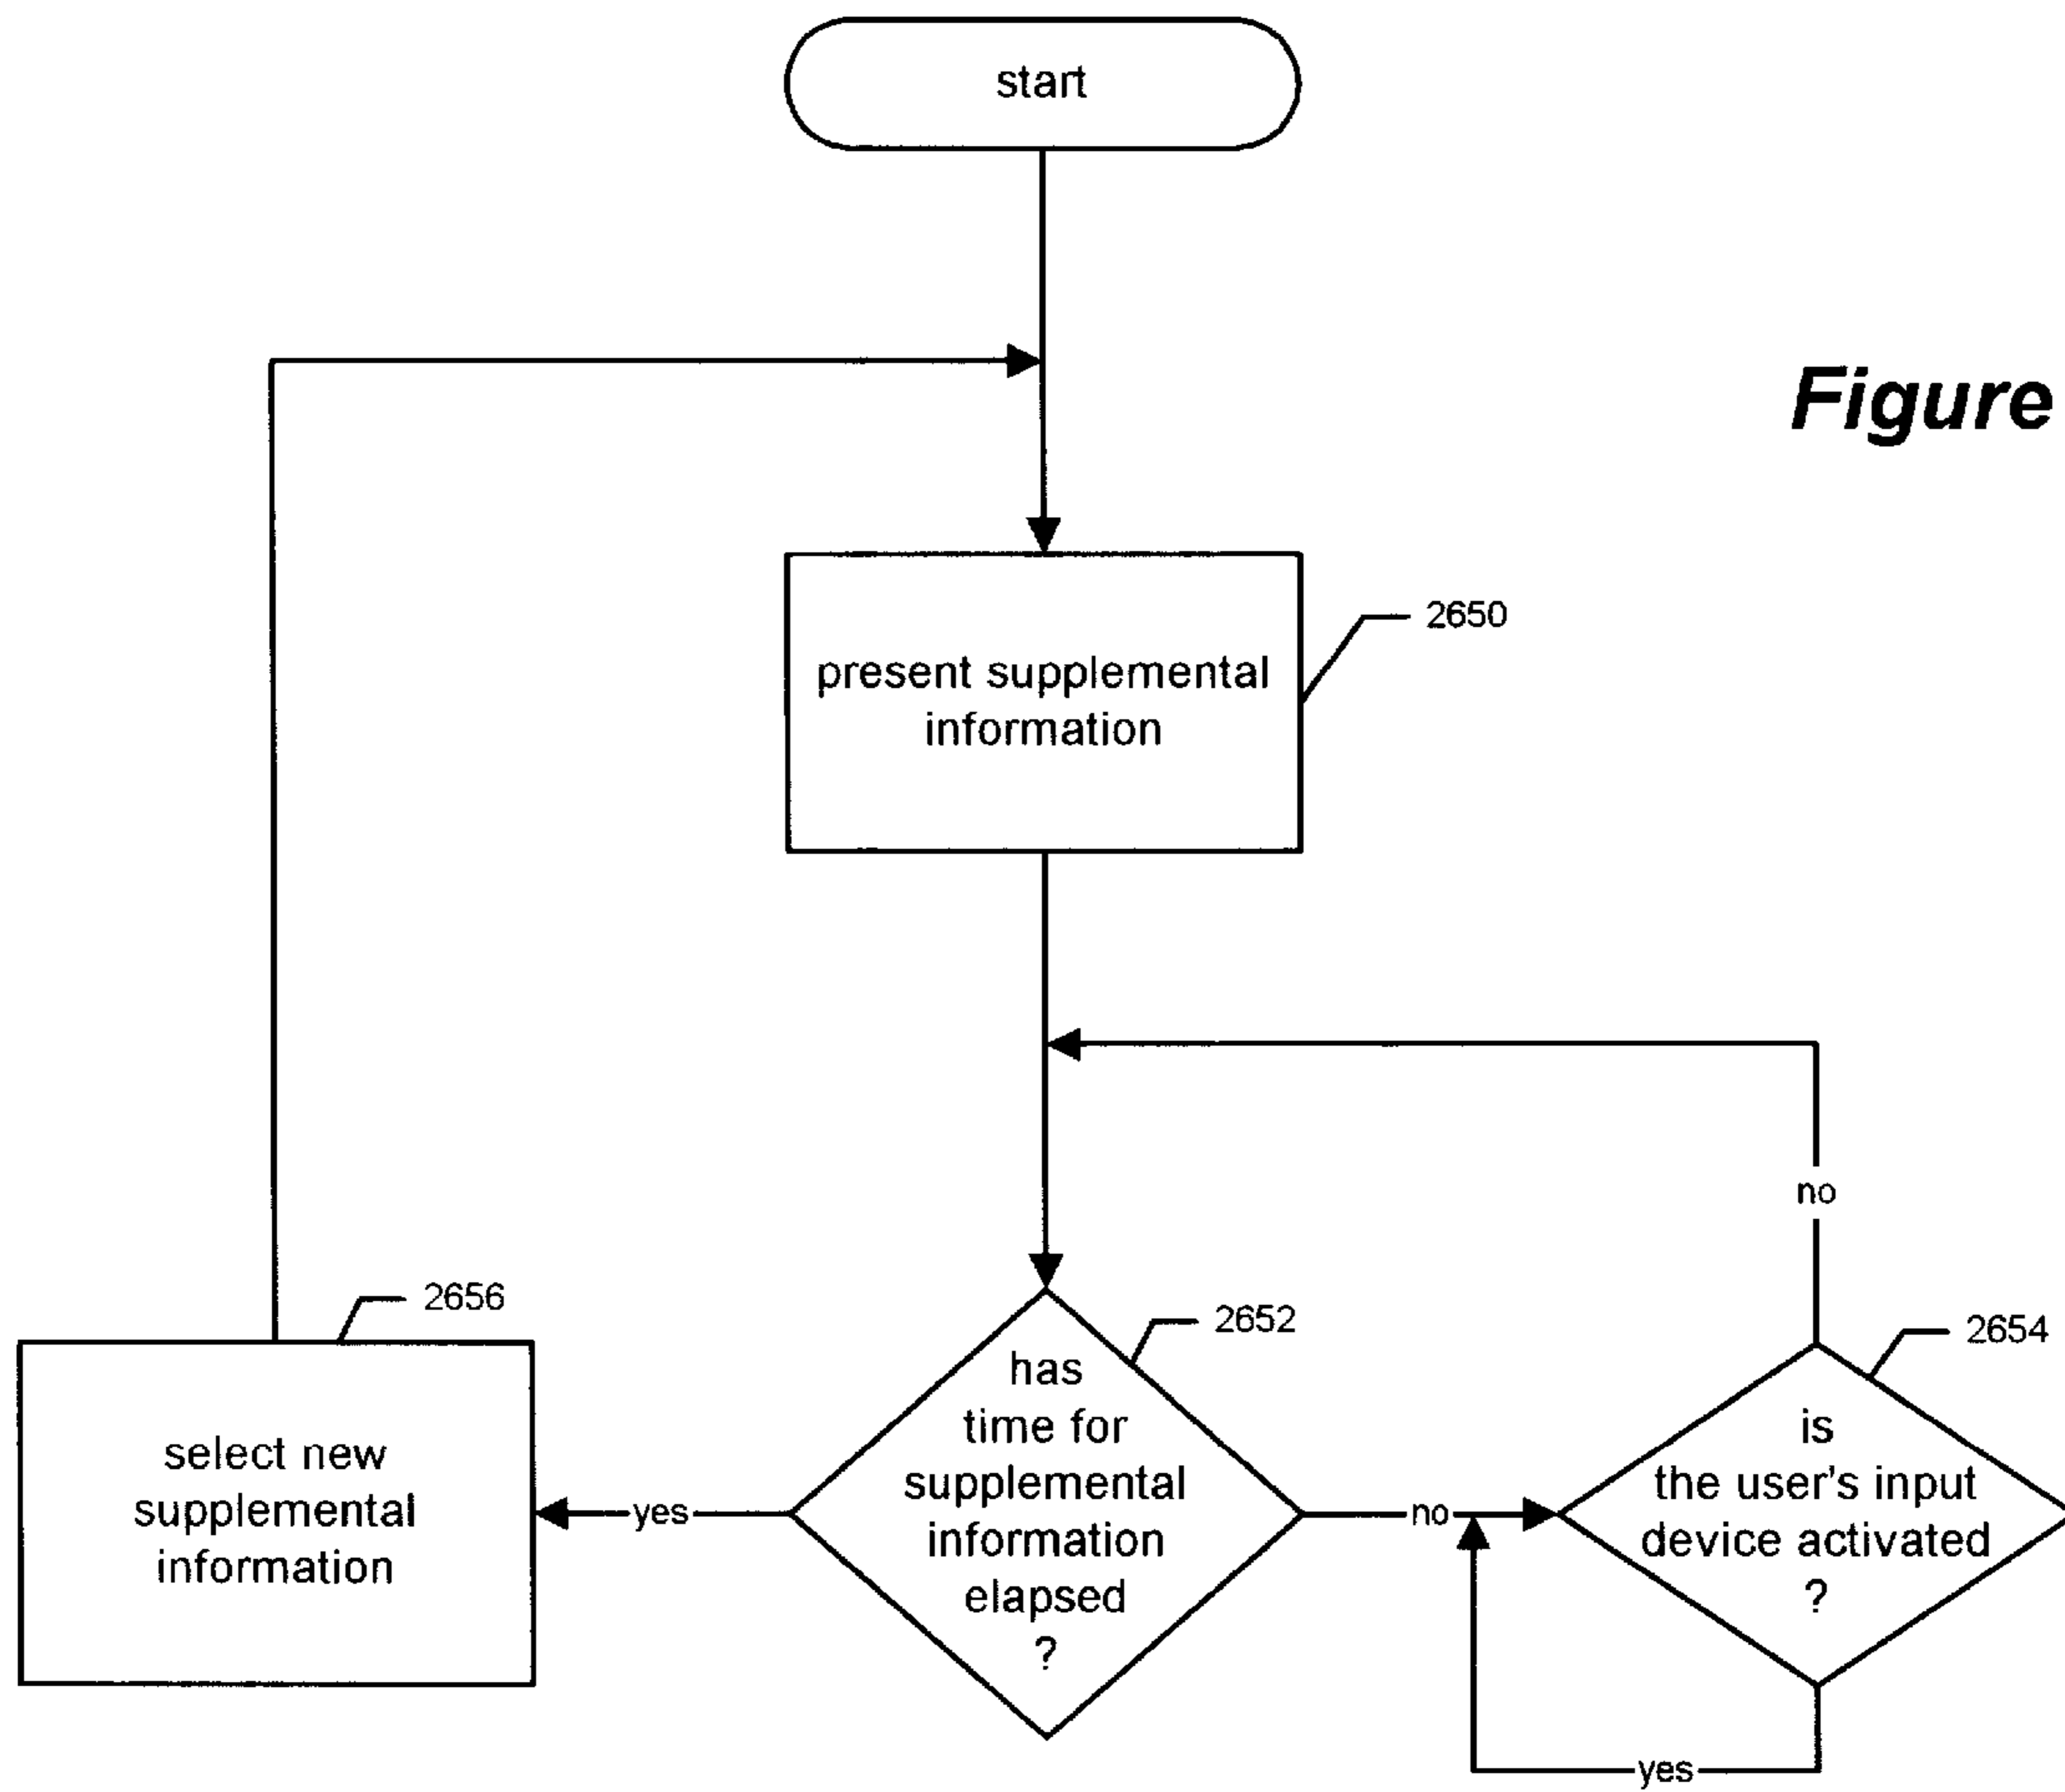 start
Figure
2650
present supplemental
information
no
2656
2652
2654
has
time for
supplemental
information
elapsed
?
is
the user's input
device activated
?
select new
supplemental
information
yes
no
yes